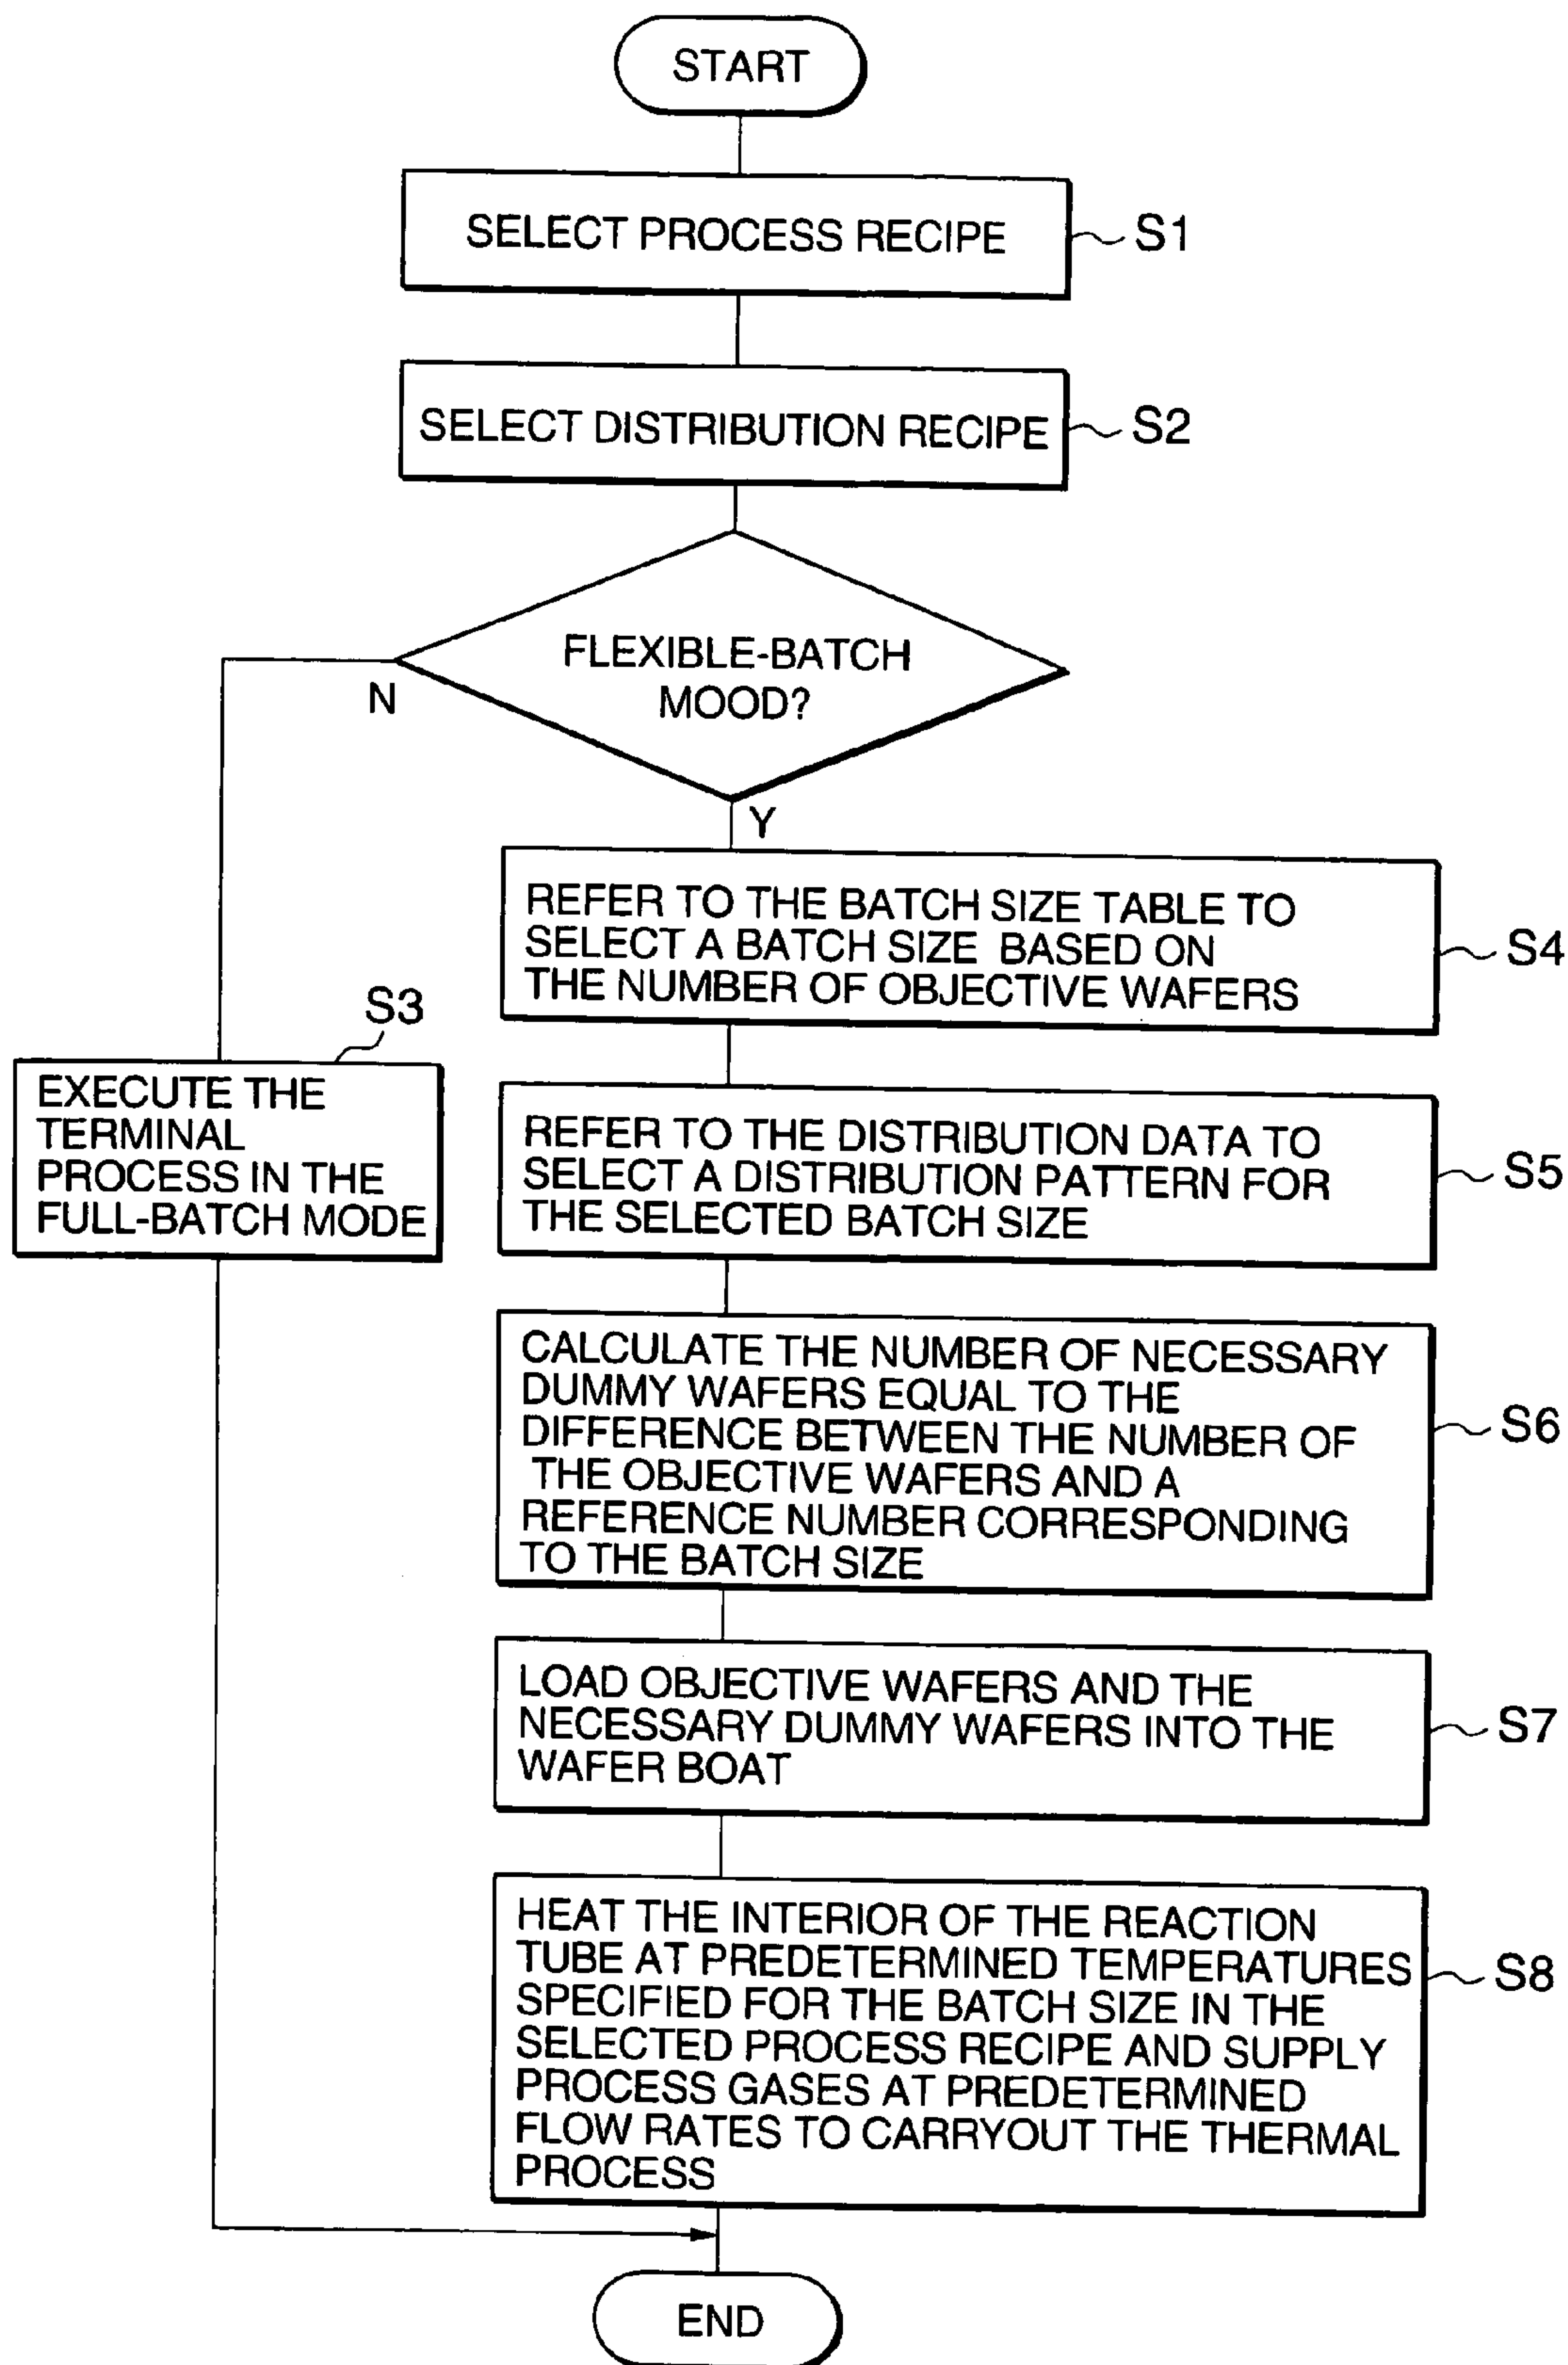 START
SELECT PROCESS RECIPE
S1
SELECT DISTRIBUTION RECIPE
S2
FLEXIBLE-BATCH
MOOD?
N
Y
REFER TO THE BATCH SIZE TABLE TO
SELECT A BATCH SIZE BASED ON
THE NUMBER OF OBJECTIVE WAFERS
S4
S3
EXECUTE THE
TERMINAL
PROCESS IN THE
FULL-BATCH MODE
REFER TO THE DISTRIBUTION DATA TO
SELECT A DISTRIBUTION PATTERN FOR
THE SELECTED BATCH SIZE
S5
CALCULATE THE NUMBER OF NECESSARY
DUMMY WAFERS EQUAL TO THE
DIFFERENCE BETWEEN THE NUMBER OF
THE OBJECTIVE WAFERS AND A
REFERENCE NUMBER CORRESPONDING
TO THE BATCH SIZE
S6
LOAD OBJECTIVE WAFERS AND THE
NECESSARY DUMMY WAFERS INTO THE
WAFER BOAT
S7
HEAT THE INTERIOR OF THE REACTION
TUBE AT PREDETERMINED TEMPERATURES
SPECIFIED FOR THE BATCH SIZE IN THE
SELECTED PROCESS RECIPE AND SUPPLY
PROCESS GASES AT PREDETERMINED
FLOW RATES TO CARRYOUT THE THERMAL
PROCESS
S8
END